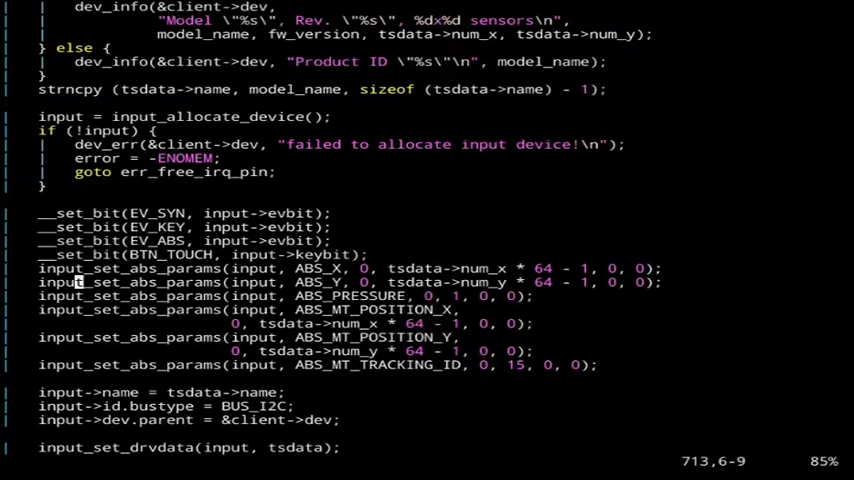 dev_info(&client->dev,
"Model \"%s\", Rev. \"%s\", %dx%d sensors\n",
model_name, fw_version, tsdata->num_x, tsdata->num_y);
} else {
dev_info(&client->dev, "Product ID \"%s\"\n", model_name);
}
strncpy (tsdata->name, model_name, sizeof (tsdata->name) - 1);
input = input_allocate_device();
if (!input) {
dev_err(&client->dev, "failed to allocate input device!\n");
error = -ENOMEM;
goto err_free_irq_pin;
}
__set_bit(EV_SYN, input->evbit);
__set_bit(EV_KEY, input->evbit);
__set_bit(EV_ABS, input->evbit);
__set_bit(BTN_TOUCH, input->keybit);
input_set_abs_params(input, ABS_X, 0, tsdata->num_x * 64 - 1, 0, 0);
input_set_abs_params(input, ABS_Y, 0, tsdata->num_y * 64 - 1, 0, 0);
input_set_abs_params(input, ABS_PRESSURE, 0, 1, 0, 0);
input_set_abs_params(input, ABS_MT_POSITION_X,
0, tsdata->num_x * 64 - 1, 0, 0);
input_set_abs_params(input, ABS_MT_POSITION_Y,
0, tsdata->num_y * 64 - 1, 0, 0);
input_set_abs_params(input, ABS_MT_TRACKING_ID, 0, 15, 0, 0);
input->name = tsdata->name;
input->id.bustype = BUS_I2C;
input->dev.parent = &client->dev;
input_set_drvdata(input, tsdata);
713,6-9 85%